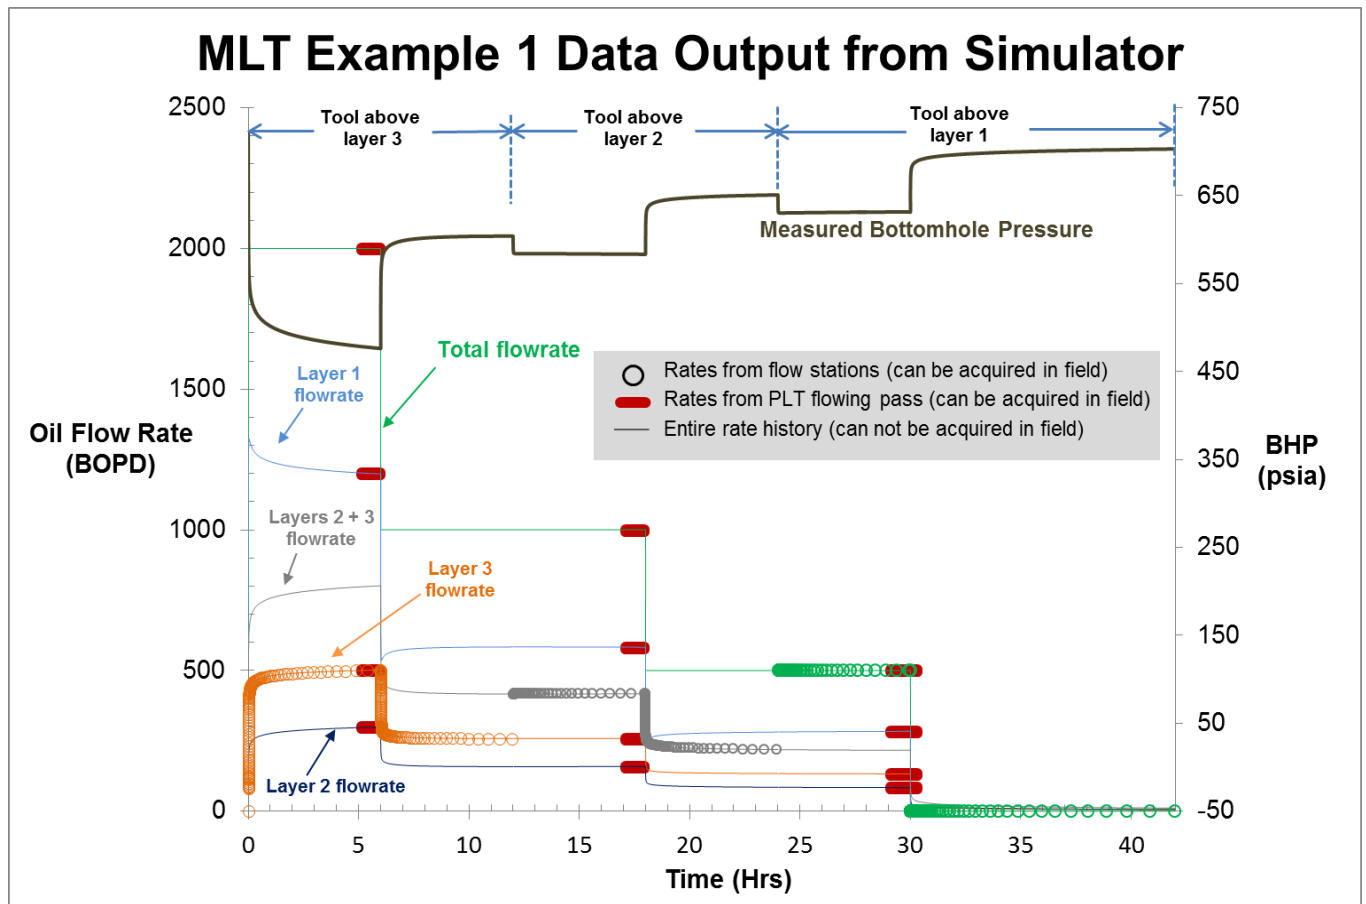 MLT Example 1 Data Output from Simulator
2500
2000
1500
1000
500
0
Oil Flow Rate
(BOPD)
750
650
550
450
350
250
150
50
-50
BHP
(psia)
Tool above
layer 3
Tool above
layer 2
Tool above
layer 1
Measured Bottomhole Pressure
Total flowrate
Layer 1
flowrate
Layers 2 + 3
flowrate
Layer 3
flowrate
Layer 2 flowrate
Rates from flow stations (can be acquired in field)
Rates from PLT flowing pass (can be acquired in field)
Entire rate history (can not be acquired in field)
0
5
10
15
20
25
30
35
40
Time (Hrs)